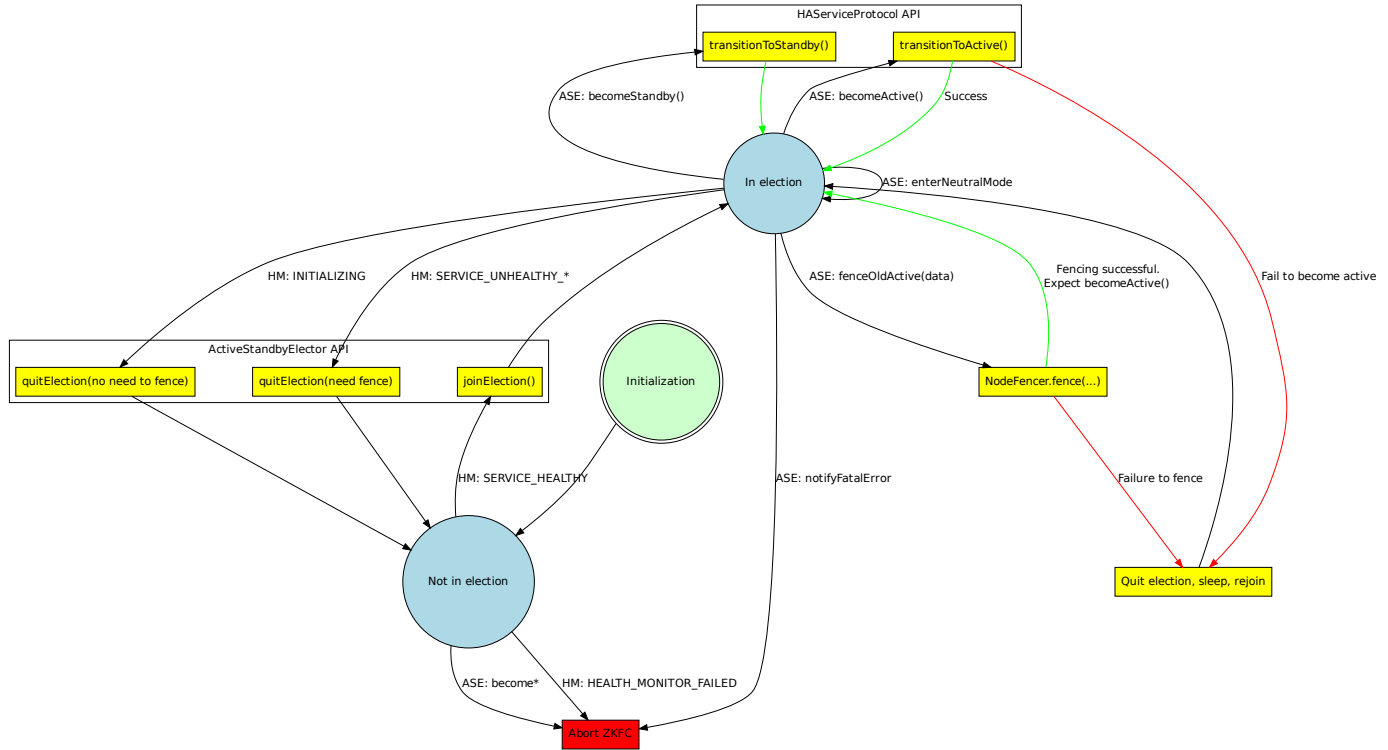 HAServiceProtocol API
transitionToStandby()
transitionToActive()
ASE: becomeStandby()
ASE: becomeActive()
Success
In election
ASE: enterNeutralMode
HM: INITIALIZING
HM: SERVICE_UNHEALTHY_*
ASE: fenceOldActive(data)
Fencing successful.
Expect becomeActive()
Fail to become active
ActiveStandbyElector API
quitElection(no need to fence)
quitElection(need fence)
joinElection()
Initialization
NodeFencer.fence(...)
HM: SERVICE_HEALTHY
ASE: notifyFatalError
Failure to fence
Not in election
Quit election, sleep, rejoin
ASE: become*
HM: HEALTH_MONITOR_FAILED
Abort ZKFC